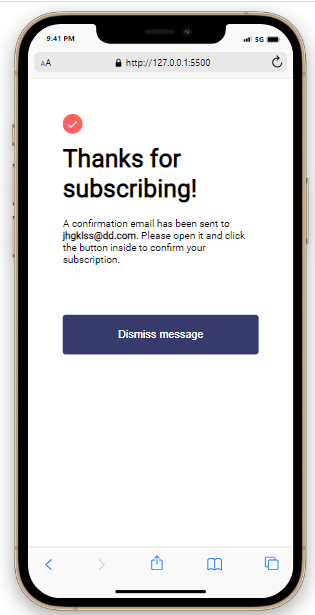 9:41 PM
5G
AA
http://127.0.0.1:5500
Thanks for
subscribing!
A confirmation email has been sent to
jhgklss@dd.com. Please open it and click
the button inside to confirm your
subscription.
Dismiss message